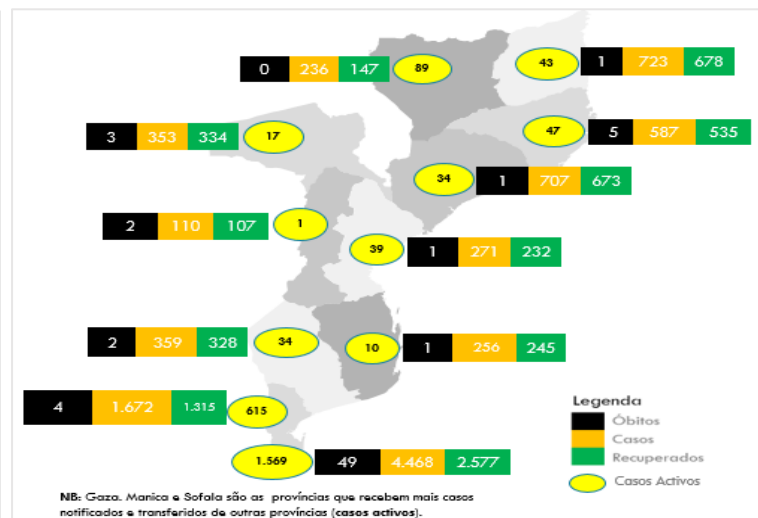 0 236 147 89
43 1 723 678
3 353 334 17
47 5 587 535
34 1 707 673
2 110 107 1
39 1 271 232
2 359 328 34
10 1 256 245
4 1.672 1.315 615
1.569 49 4.468 2.577
Legenda
Óbitos
Casos
Recuperados
Casos Activos
NB: Gaza. Manica e Sofala são as províncias que recebem mais casos
notificados e transferidos de outras províncias (casos activos).